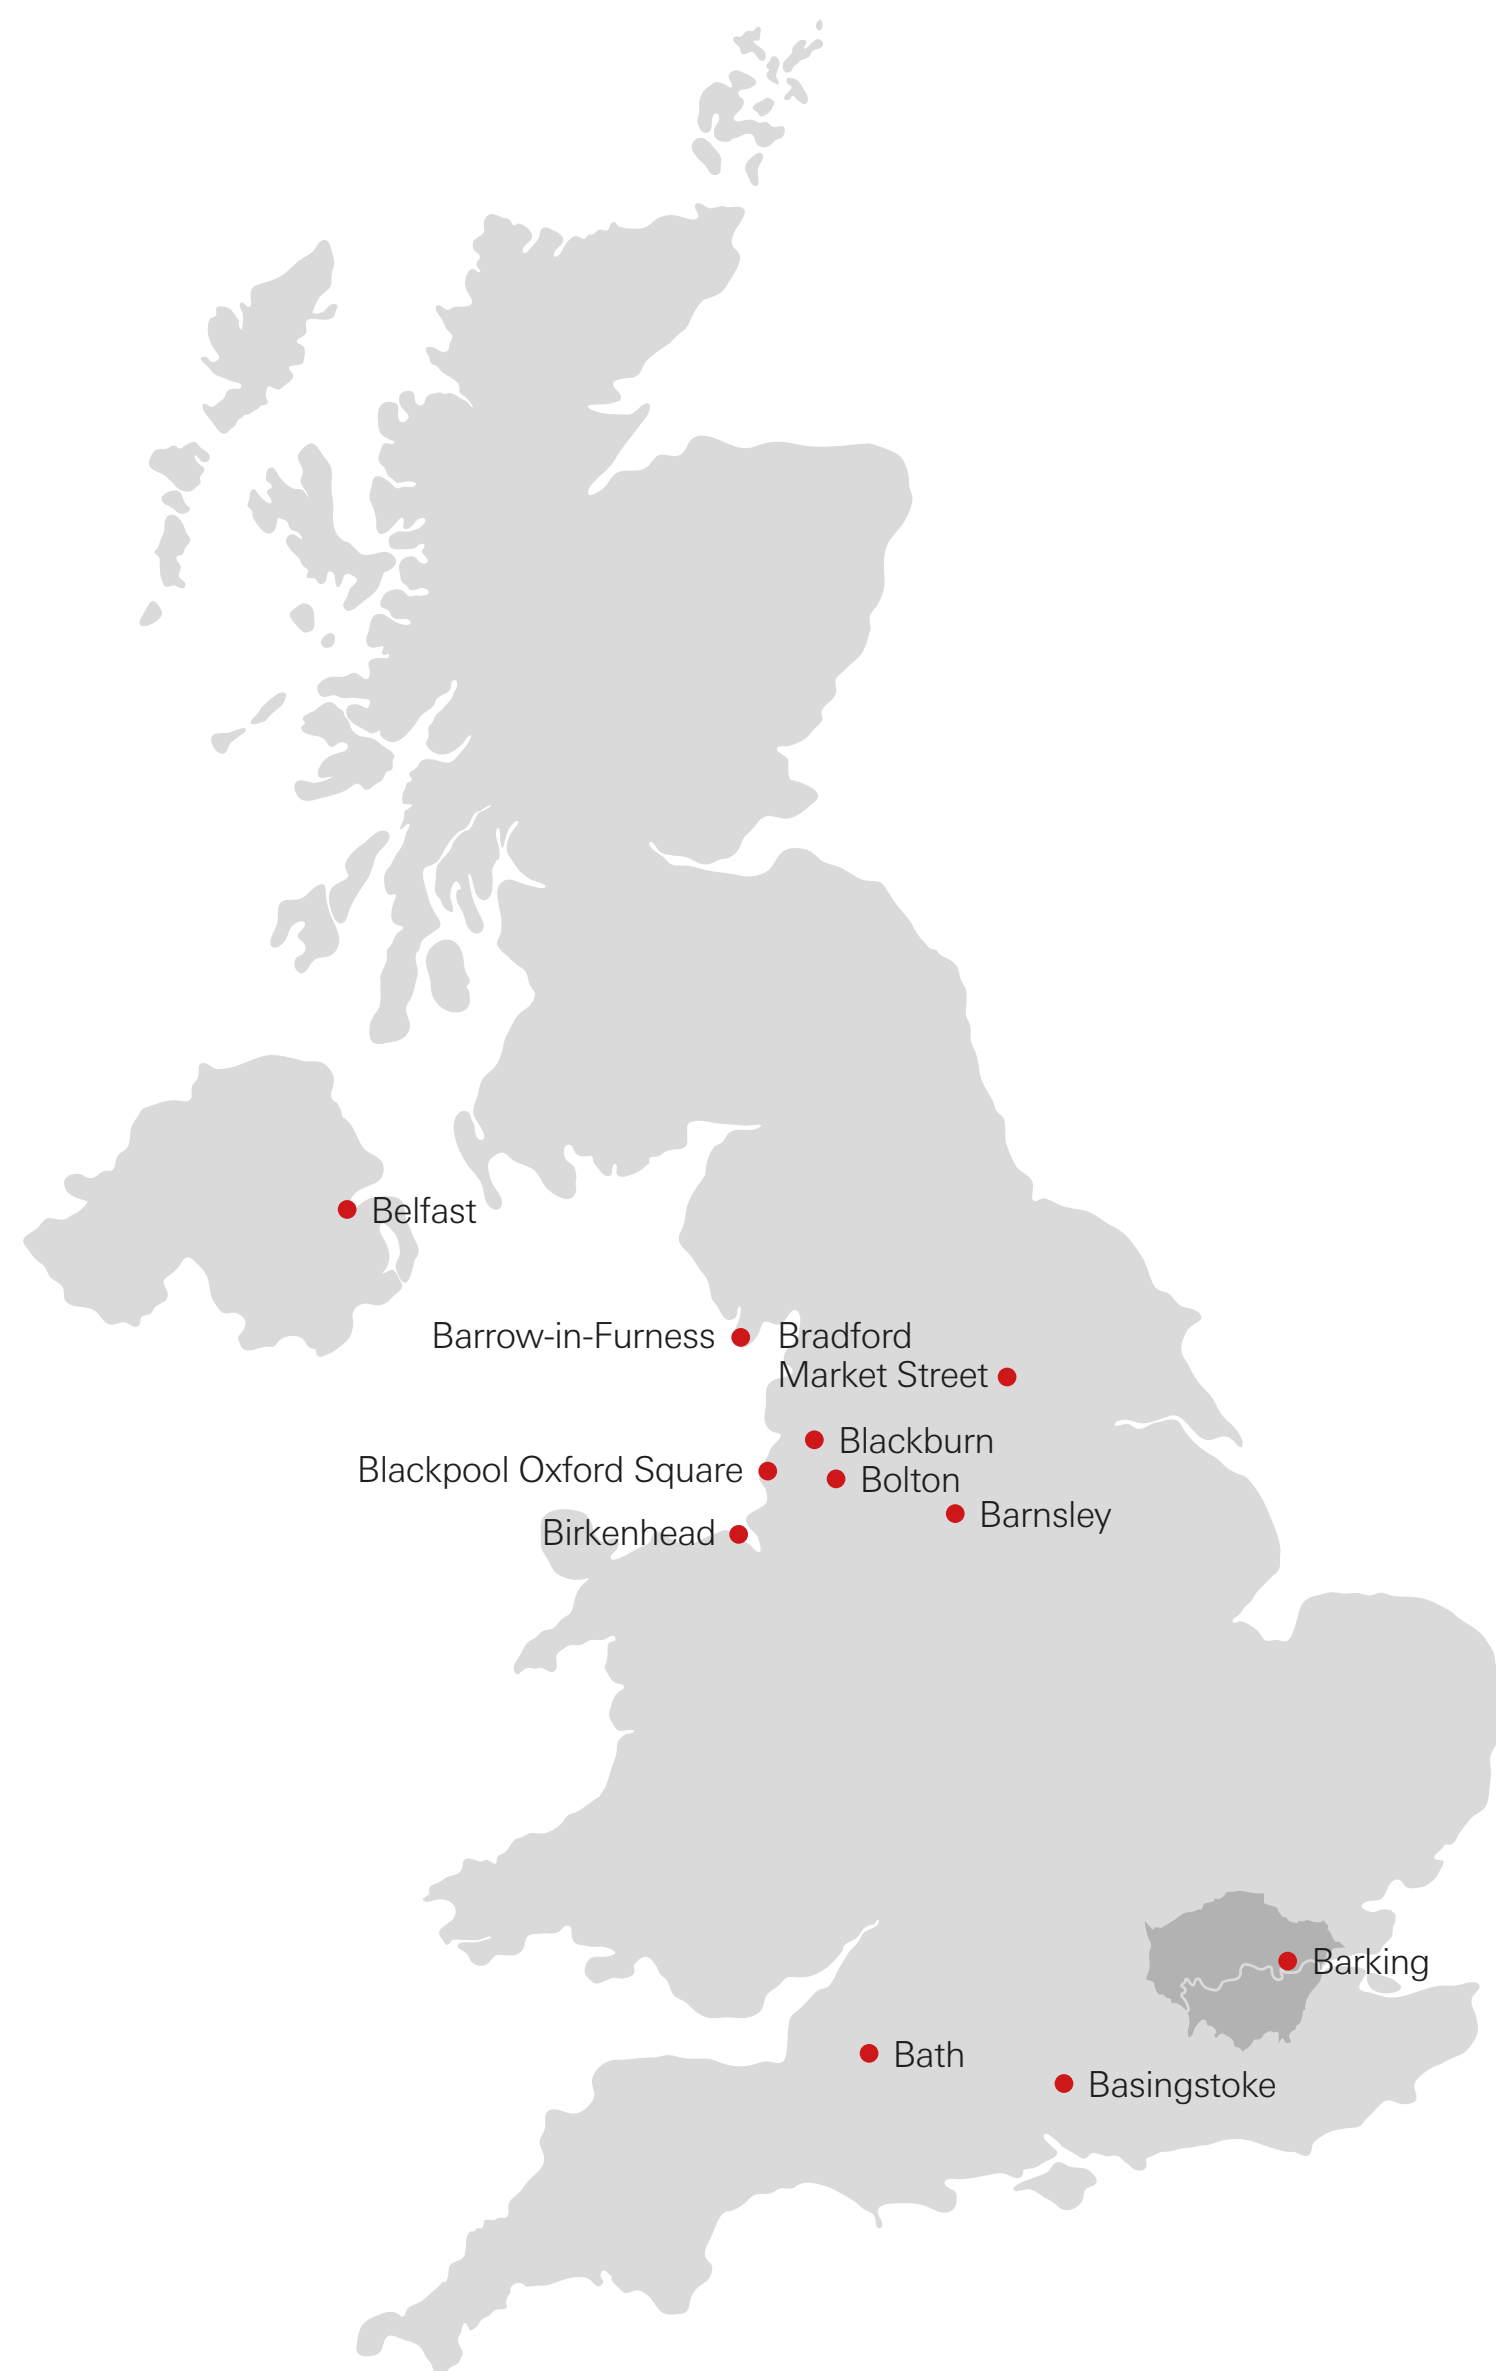 Belfast
Barrow-in-Furness
Bradford
Market Street
Blackburn
Blackpool Oxford Square
Bolton
Barnsley
Birkenhead
Barking
Bath
Basingstoke